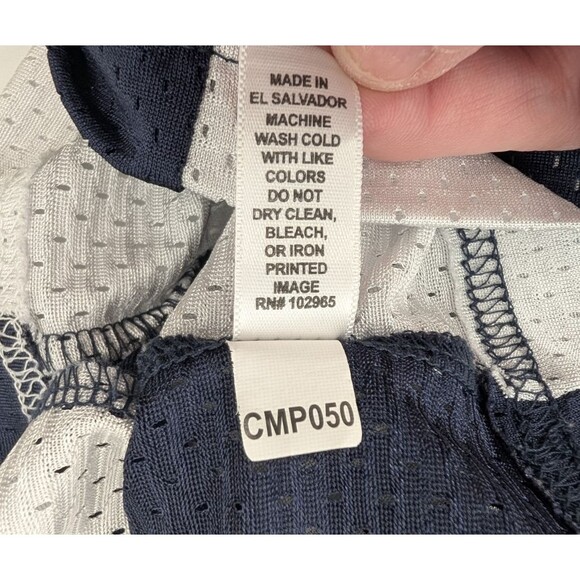 MADE IN
EL SALVADOR
MACHINE
WASH COLD
WITH LIKE
COLORS
DO NOT
DRY CLEAN,
BLEACH,
OR IRON
PRINTED
IMAGE
RN# 102965
CMP050